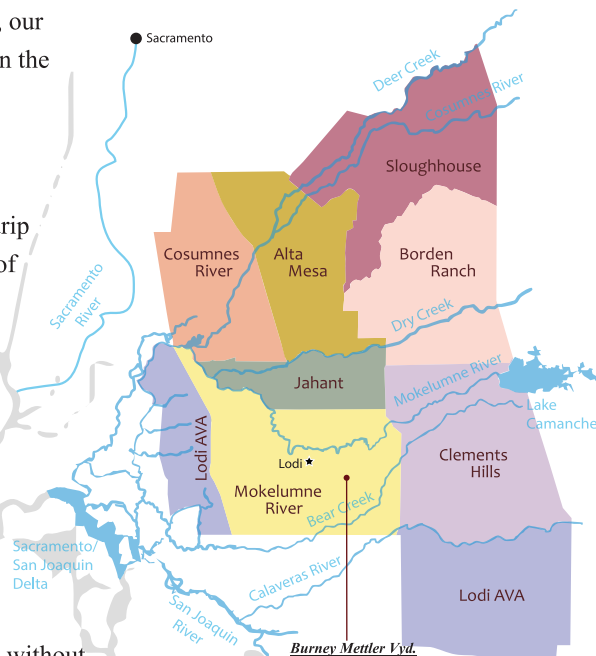 , our
Sacramento
n the
Deer Creek
Cosumnes River
Sloughhouse
rip
of
Cosumnes
River
Alta
Mesa
Borden
Ranch
Sacramento
River
Dry Creek
Jahant
Mokelumne River
Lake
Camanche
Lodi AVA
Lodi
Clements
Hills
Mokelumne
River
Bear Creek
Sacramento/
San Joaquin
Delta
Calaveras River
San Joaquin
River
Lodi AVA
Burney Mettler Vyd.
without